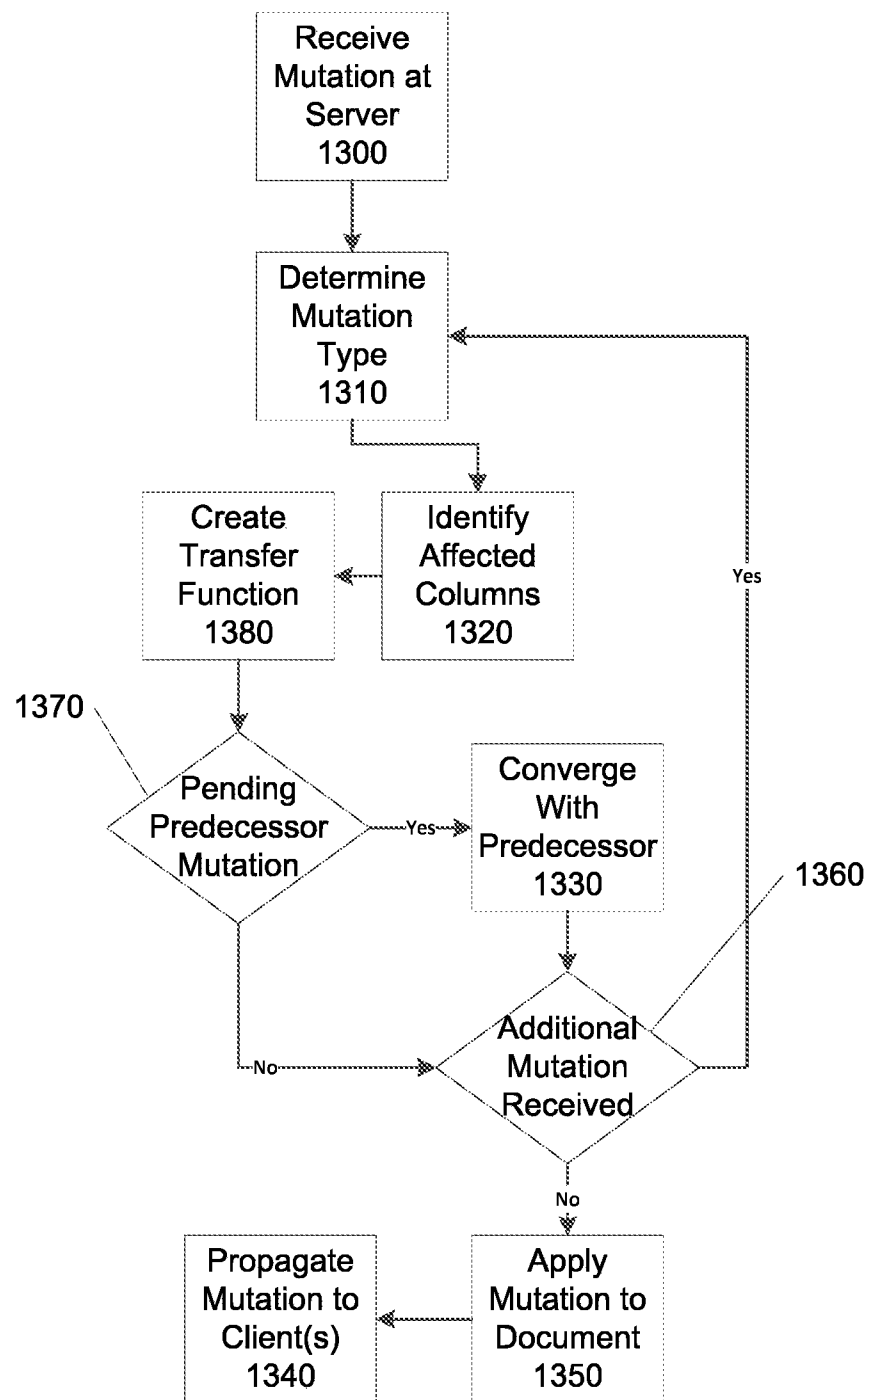 Receive
Mutation at
Server
1300
Determine
Mutation
Type
1310
Create
Transfer
Function
1380
Identify
Affected
Columns
1320
Yes
1370
Pending
Predecessor
Mutation
Yes
Converge
With
Predecessor
1330
1360
Additional
Mutation
Received
No
No
Propagate
Mutation to
Client(s)
1340
Apply
Mutation to
Document
1350